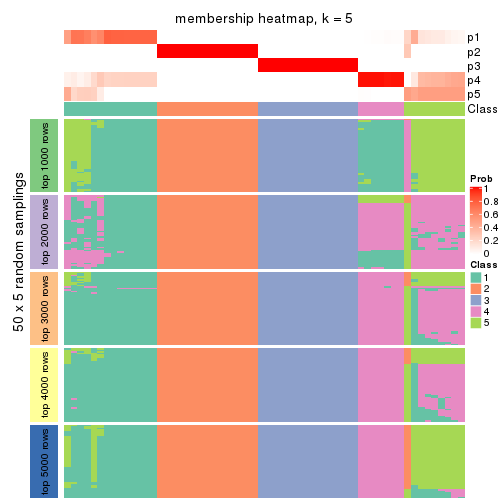 membership heatmap, k = 5
p1
p2
p3
p4
p5
Class
50 x 5 random samplings
top 1000 rows
top 2000 rows
top 3000 rows
top 4000 rows
top 5000 rows
Prob
1
0.8
0.6
0.4
0.2
0
Class
1
2
3
4
5